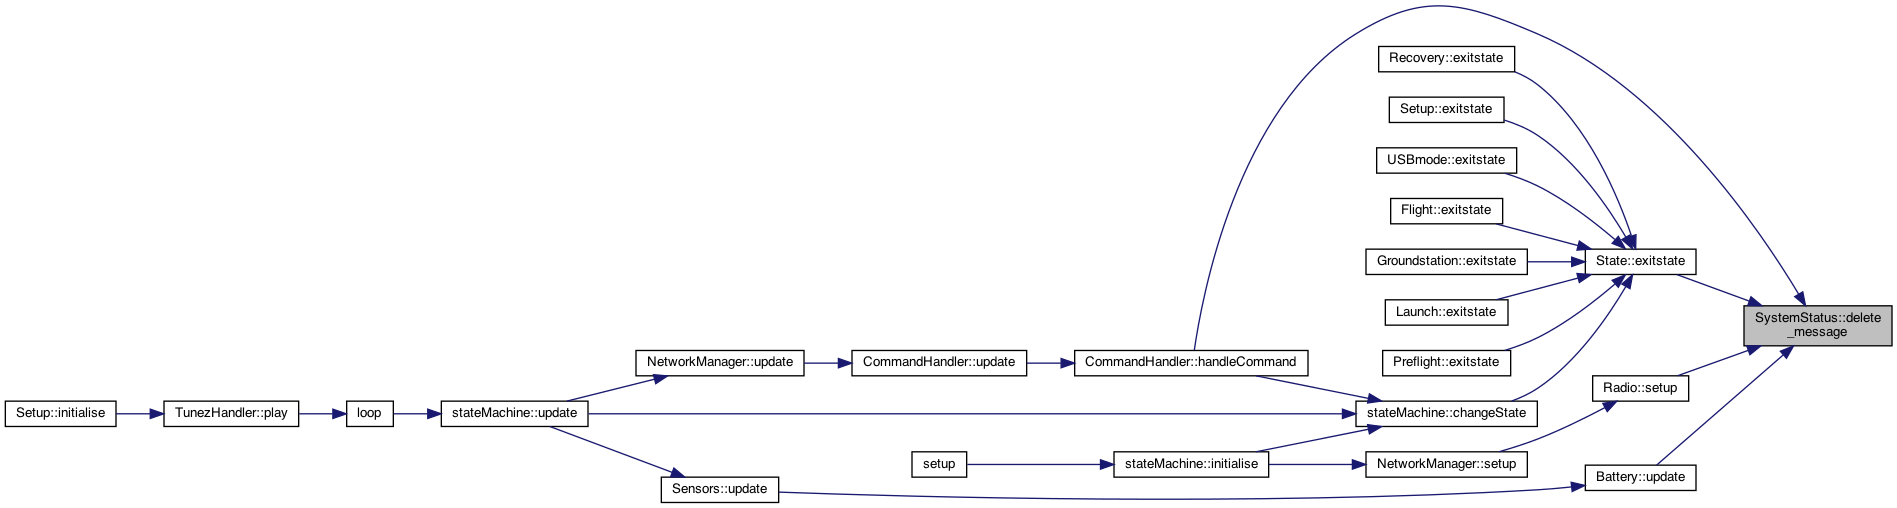 Recovery::exitstate
Setup::exitstate
USBmode::exitstate
Flight::exitstate
Groundstation::exitstate
State::exitstate
Launch::exitstate
SystemStatus::delete
_message
NetworkManager::update
CommandHandler::update
CommandHandler::handleCommand
Preflight::exitstate
Radio::setup
Setup::initialise
TunezHandler::play
loop
stateMachine::update
stateMachine::changeState
setup
stateMachine::initialise
NetworkManager::setup
Sensors::update
Battery::update